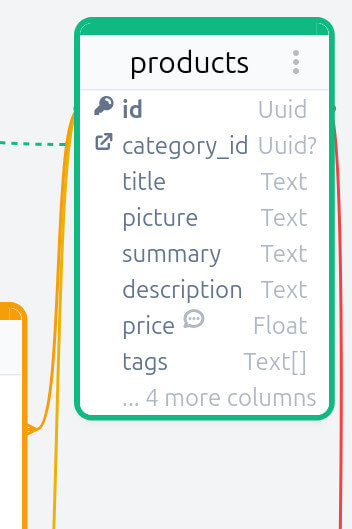 products
id Uuid
category_id Uuid?
title Text
picture Text
summary Text
description Text
price Float
tags Text[]
... 4 more columns